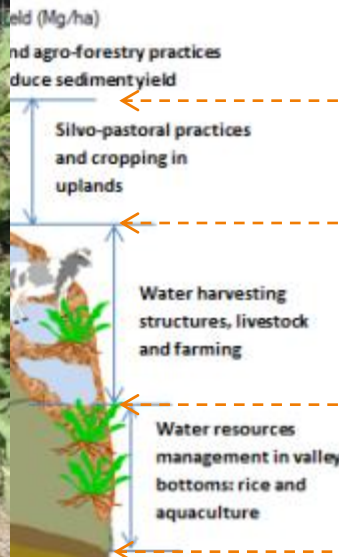 eld (Mg/ha)
nd agro-forestry practices
duce sediment yield
Silvo-pastoral practices
and cropping in
uplands
Water harvesting
structures, livestock
and farming
Water resources
management in valley
bottoms: rice and
aquaculture